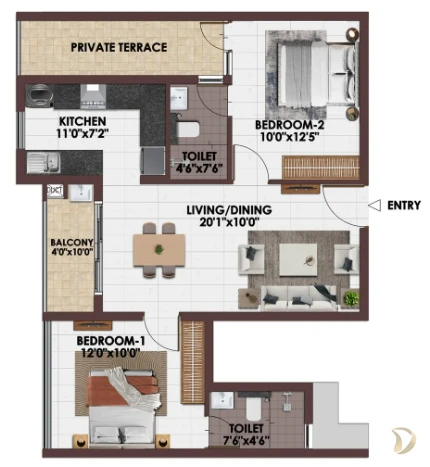 PRIVATE TERRACE
KITCHEN
11'0"x7'2"
BEDROOM-2
10'0"x12'5"
TOILET
4'6"x7'6"
DUCT
LIVING/DINING
20'1"x10'0"
ENTRY
BALCONY
4'0"x10'0"
BEDROOM-1
12'0"x10'0"
TOILET
7'6"x4'6"